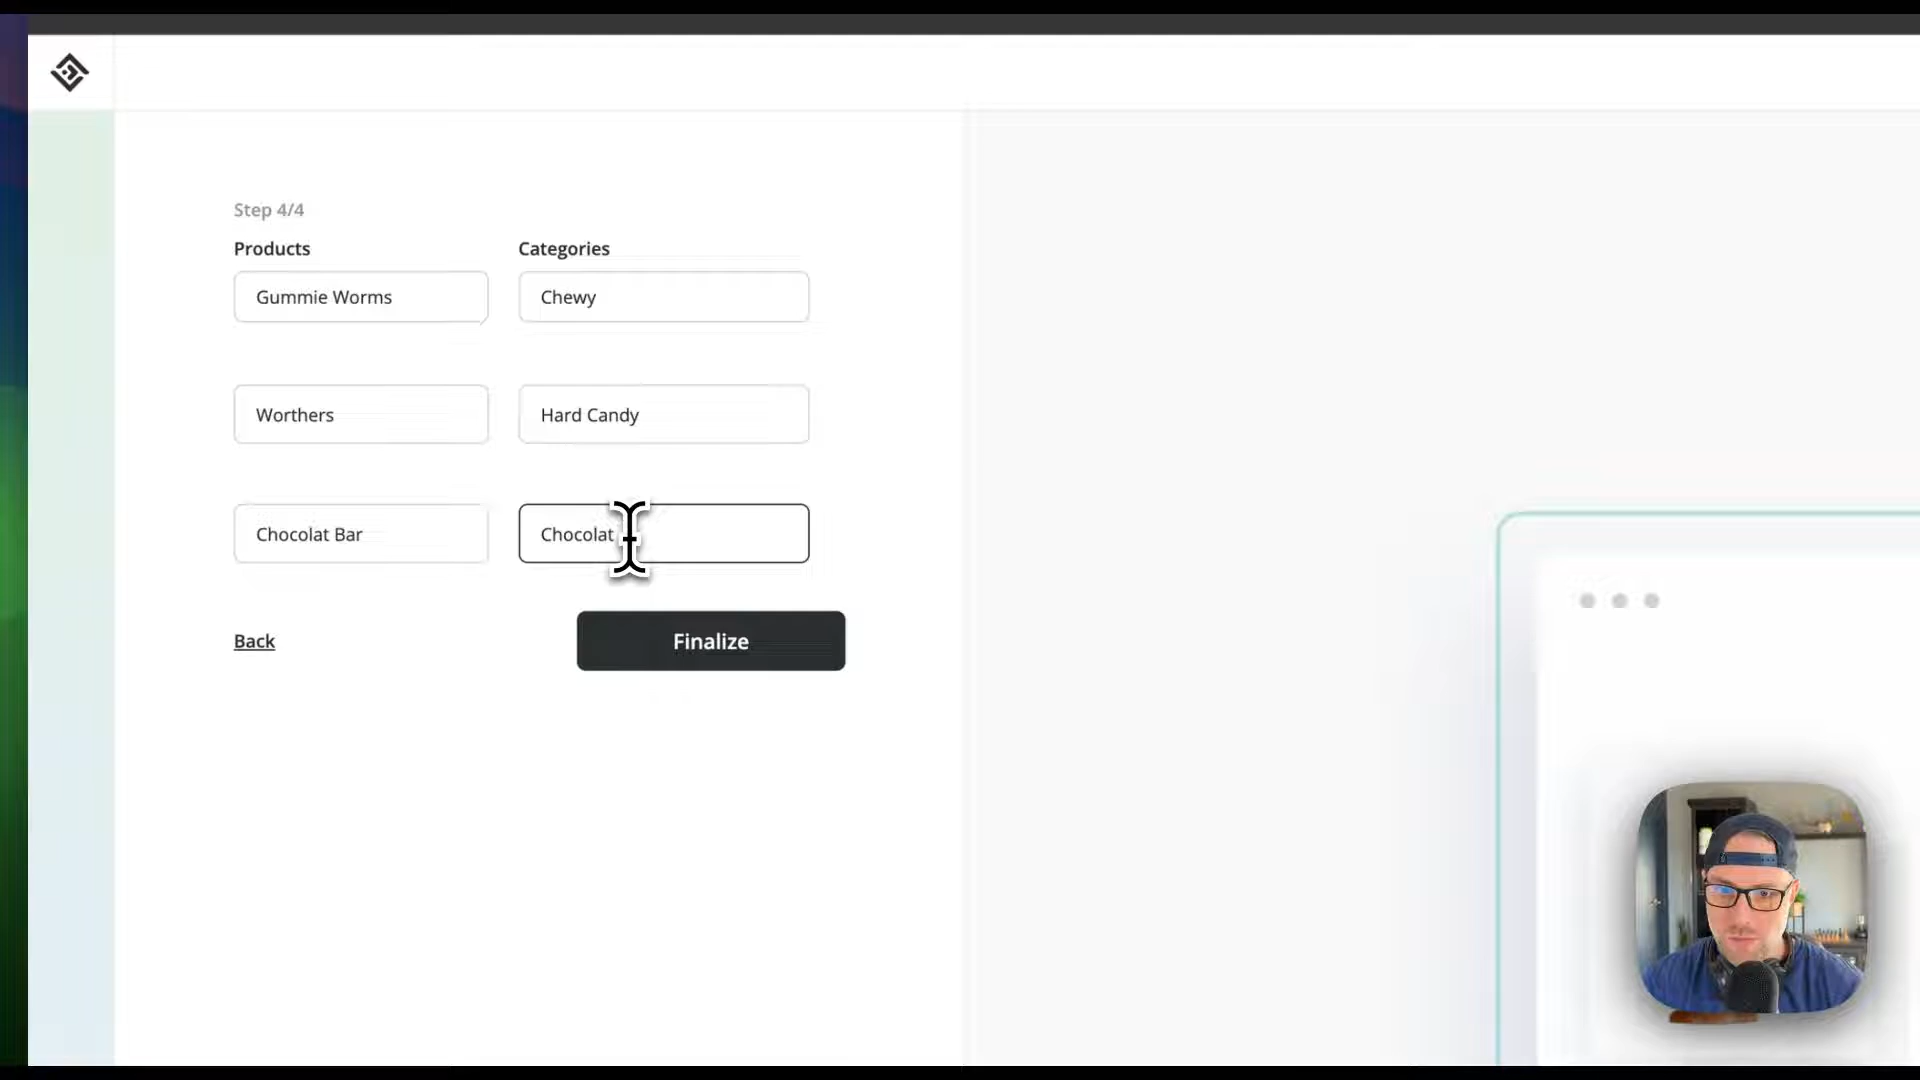 Step 4/4
Products Categories
Gummie Worms Chewy
Worthers Hard Candy
Chocolat Bar Chocolat
Back Finalize